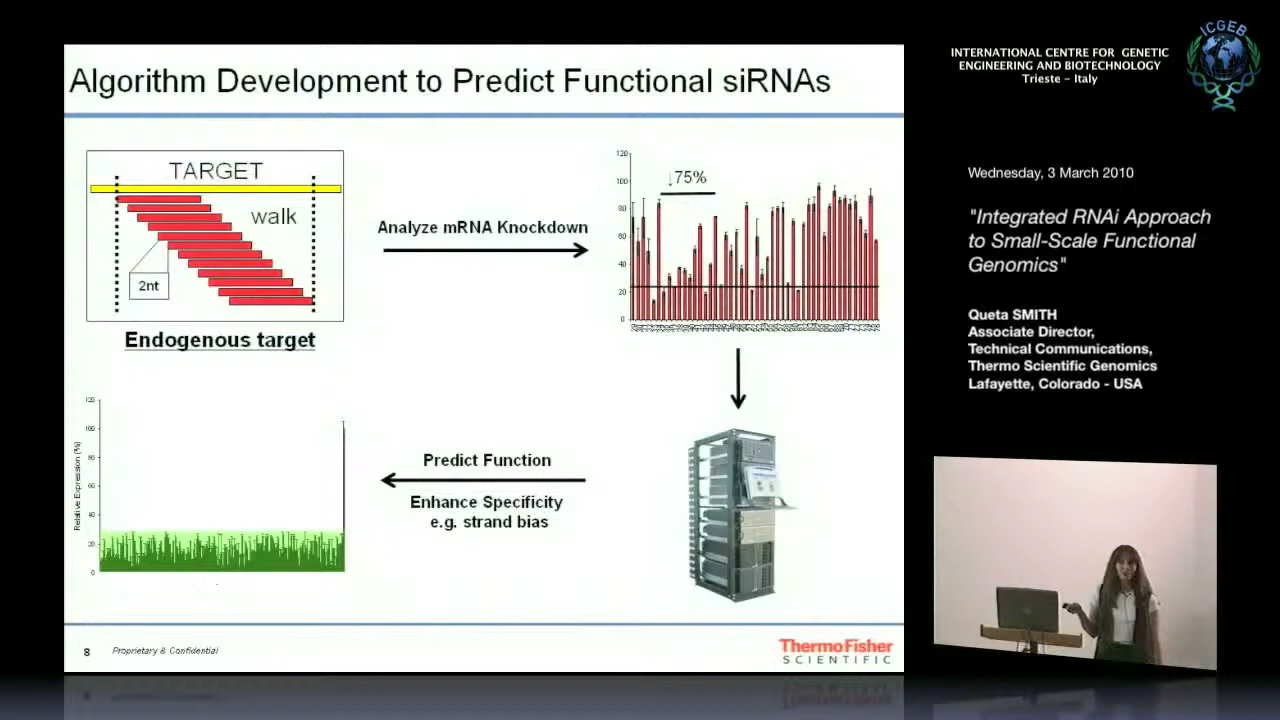 Algorithm Development to Predict Functional siRNAs
TARGET
walk
2nt
Endogenous target
Analyze mRNA Knockdown
120
100
80
60
40
20
0
↓75%
Predict Function
Enhance Specificity
e.g. strand bias
Relative Expression (%)
120
100
80
60
40
20
0
8
Proprietary & Confidential
ThermoFisher
SCIENTIFIC
INTERNATIONAL CENTRE FOR GENETIC
ENGINEERING AND BIOTECHNOLOGY
Trieste – Italy
ICGEB
Wednesday, 3 March 2010
"Integrated RNAi Approach
to Small-Scale Functional
Genomics"
Queta SMITH
Associate Director,
Technical Communications,
Thermo Scientific Genomics
Lafayette, Colorado - USA